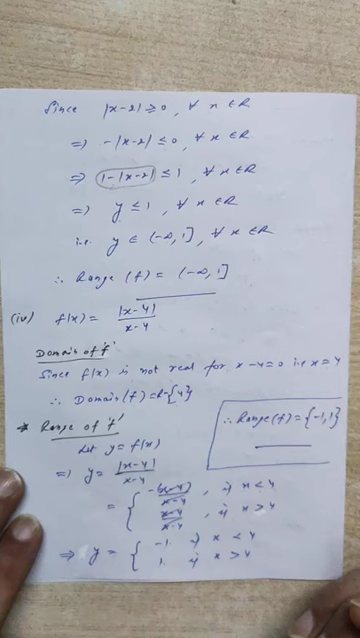 Since |x-2| ≥ 0, ∀ x ∈ R
⇒ -|x-2| ≤ 0, ∀ x ∈ R
⇒ 1-|x-2| ≤ 1, ∀ x ∈ R
⇒ y ≤ 1, ∀ x ∈ R
i.e. y ∈ (-∞, 1], ∀ x ∈ R
∴ Range (f) = (-∞, 1]
(iv) f(x) = |x-4| / x-4
Domain of 'f'
Since f(x) is not real for x-4=0 i.e x=4
∴ Domain(f) = R-{4}
* Range of 'f'
Let y = f(x)
⇒ y = |x-4| / x-4
= { -(x-4) / x-4, if x<4
x-4 / x-4, if x>4
⇒ y = { -1 if x<4
1 if x>4
∴ Range(f) = {-1,1}